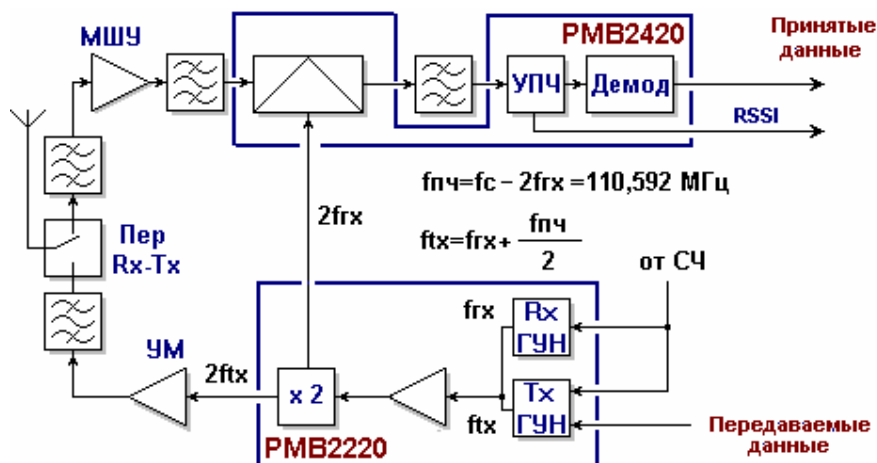 МШУ
PMB2420
Принятые
данные
УПЧ
Демод
RSSI
fпч=fс – 2frx =110,592 МГц
2frx
ftx=frx+ fпч
2
Пер
Rx-Tx
от СЧ
frx
Rx
ГУН
УМ
2ftx
x 2
Tx
ГУН
ftx
PMB2220
Передаваемые
данные